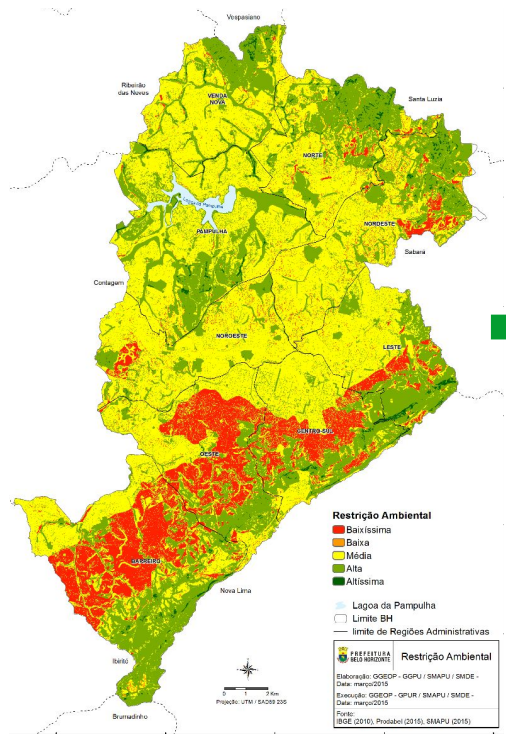 Vespasiano
Ribeirão
das Neves
VENDA
NOVA
Santa Luzia
NORTE
Lagoa da Pampulha
PAMPULHA
NORDESTE
Sabará
Contagem
NOROESTE
LESTE
CENTRO-SUL
OESTE
BARREIRO
Nova Lima
Ibirité
Brumadinho
0 1 2 Km
Projeção: UTM / SAD69 23S
Restrição Ambiental
Baixíssima
Baixa
Média
Alta
Altíssima
Lagoa da Pampulha
Limite BH
limite de Regiões Administrativas
PREFEITURA
BELO HORIZONTE
Restrição Ambiental
Elaboração: GGEOP - GGPU / SMAPU / SMDE -
Data: março/2015
Execução: GGEOP - GPUR / SMAPU / SMDE -
Data: março/2015
Fonte:
IBGE (2010), Prodabel (2015), SMAPU (2015)